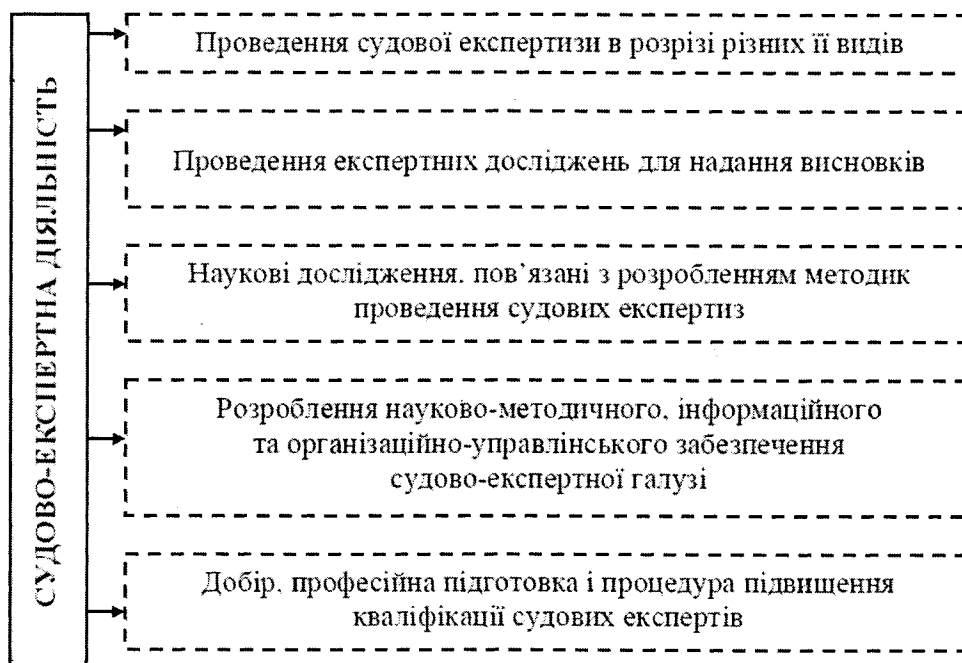 СУДОВО-ЕКСПЕРТНА ДІЯЛЬНІСТЬ
Проведення судової експертизи в розрізі різних її видів
Проведення експертних досліджень для надання висновків
Наукові дослідження. пов’язані з розробленням методик
проведення судових експертиз
Розроблення науково-методичного, інформаційного
та організаційно-управлінського забезпечення
судово-експертної галузі
Добір, професійна підготовка і процедура підвищення
кваліфікації судових експертів